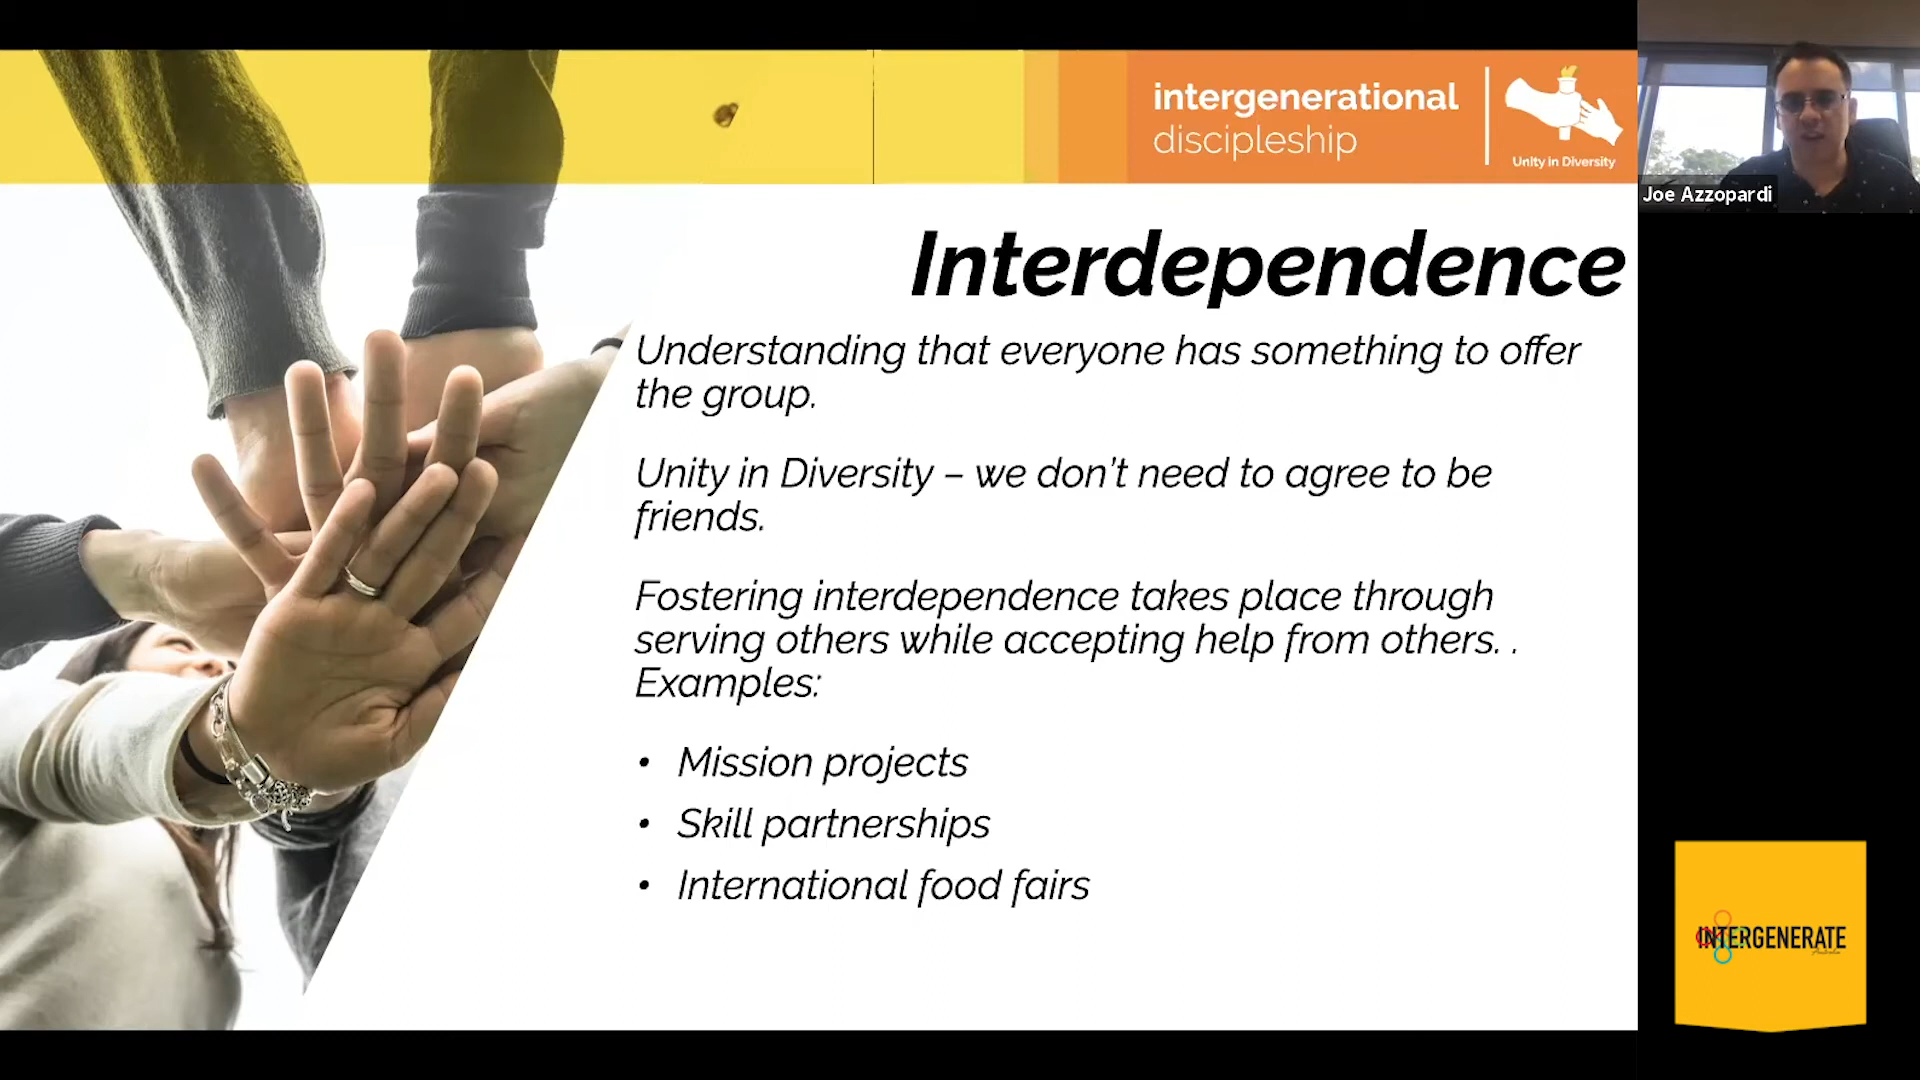 intergenerational
discipleship
Unity in Diversity
Joe Azzopardi
Interdependence
Understanding that everyone has something to offer
the group.
Unity in Diversity – we don't need to agree to be
friends.
Fostering interdependence takes place through
serving others while accepting help from others. .
Examples:
• Mission projects
• Skill partnerships
• International food fairs
INTERGENERATE
Australia